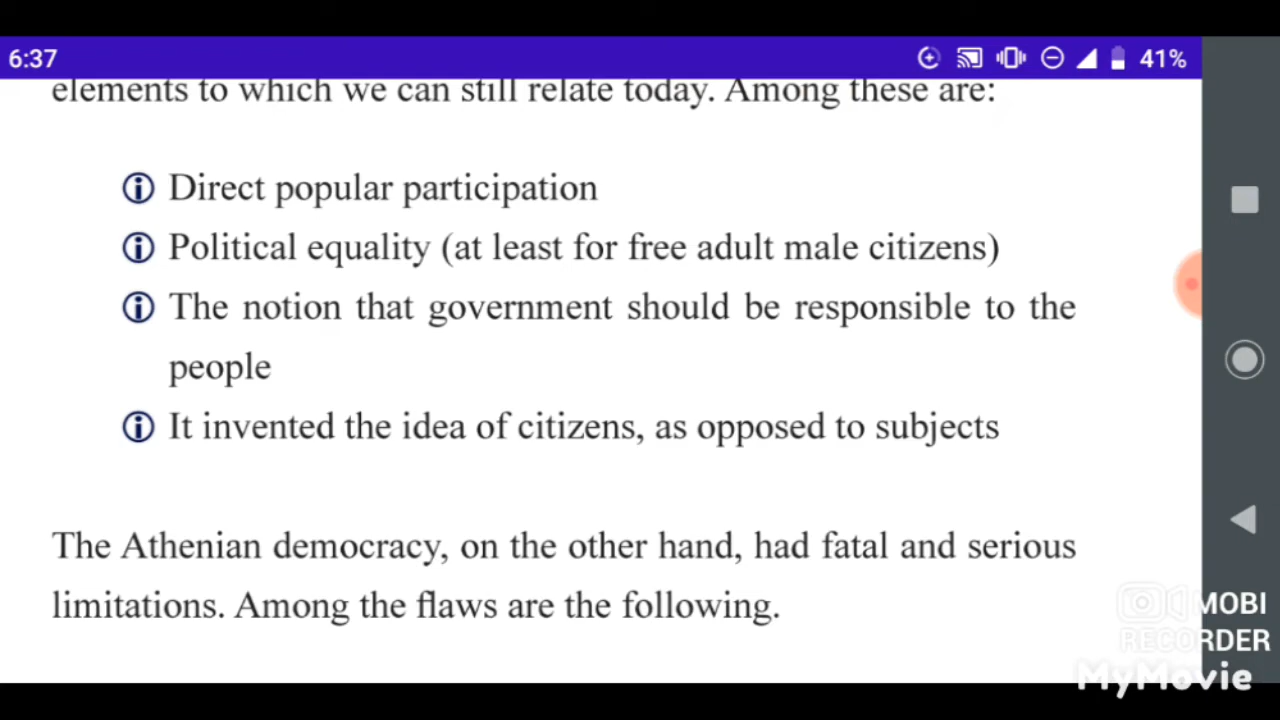 6:37
41%
elements to which we can still relate today. Among these are:
Direct popular participation
Political equality (at least for free adult male citizens)
The notion that government should be responsible to the
people
It invented the idea of citizens, as opposed to subjects
The Athenian democracy, on the other hand, had fatal and serious
limitations. Among the flaws are the following.
MOBI
RECORDER
MyMovie